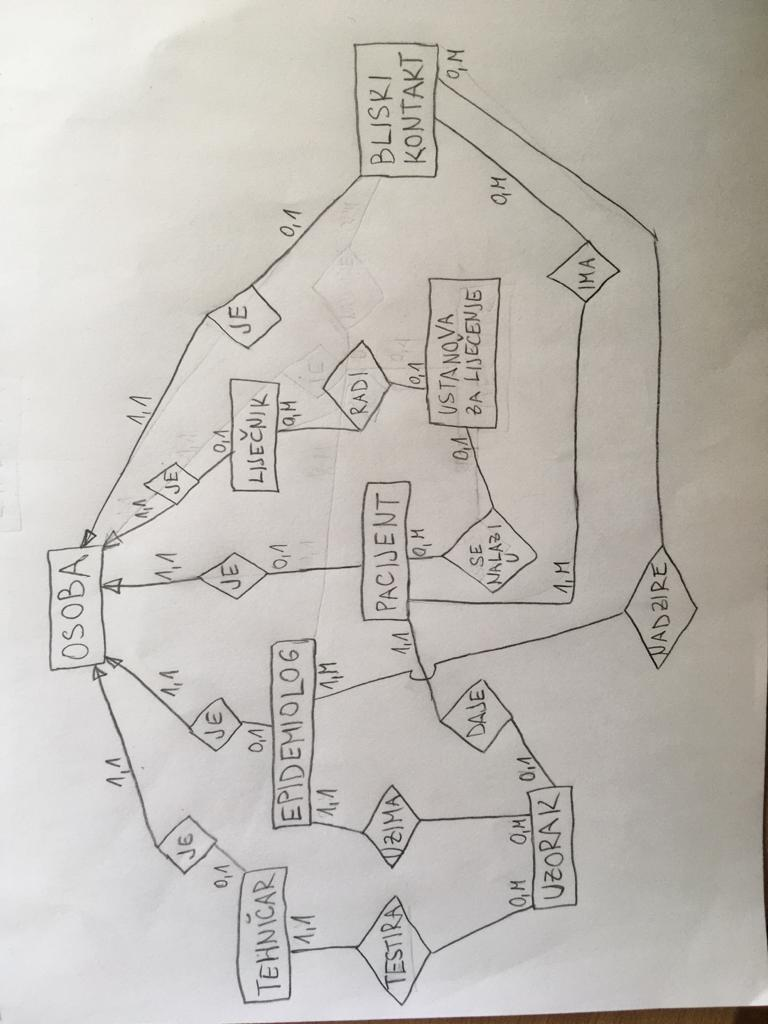 OSOBA
1,1
1,1
1,1
1,1
1,1
JE
JE
JE
JE
JE
0,1
0,1
0,1
0,1
0,1
TEHNIČAR
EPIDEMIOLOG
PACIJENT
LIJEČNIK
BLISKI
KONTAKT
1,1
1,1
1,M
1,1
0,M
1,M
0,M
0,M
0,M
TESTIRA
UZIMA
DAJE
SE
NALAZI
RADI
IMA
NADZIRE
0,M
0,M
0,1
0,1
0,1
UZORAK
USTANOVA
ZA LIJEČENJE